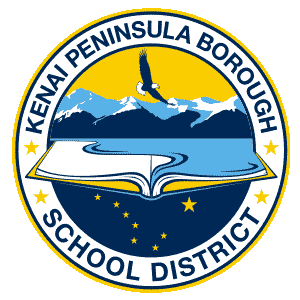 KENAI PENINSULA BOROUGH
SCHOOL DISTRICT